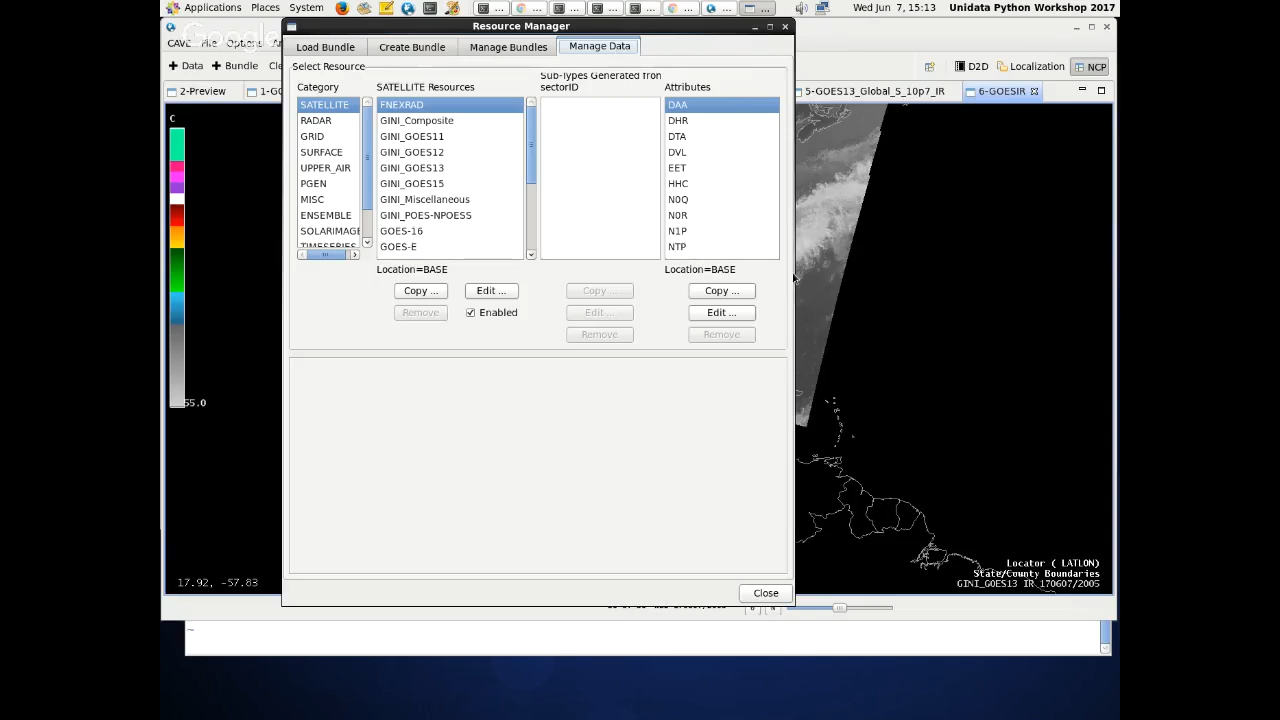 Applications Places System
Wed Jun 7, 15:13 Unidata Python Workshop 2017
Google
Resource Manager
CAVE File Options
Load Bundle Create Bundle Manage Bundles Manage Data
Data Bundle
D2D Localization NCP
Select Resource
Category SATELLITE Resources Sub-Types Generated from sectorID Attributes
2-Preview
5-GOES13_Global_S_10p7_IR 6-GOESIR
SATELLITE FNEXRAD DAA
RADAR GINI_Composite DHR
GRID GINI_GOES11 DTA
SURFACE GINI_GOES12 DVL
UPPER_AIR GINI_GOES13 EET
PGEN GINI_GOES15 HHC
MISC GINI_Miscellaneous N0Q
ENSEMBLE GINI_POES-NPOESS N0R
SOLARIMAGE GOES-16 N1P
TIMESERIES GOES-E NTP
C
Location=BASE Location=BASE
Copy ... Edit ... Copy ... Copy ...
Remove Enabled Edit ... Edit ...
Remove Remove
55.0
17.92, -57.83
Locator ( LATLON)
State/County Boundaries
GINI_GOES13 IR 170607/2005
Close
~